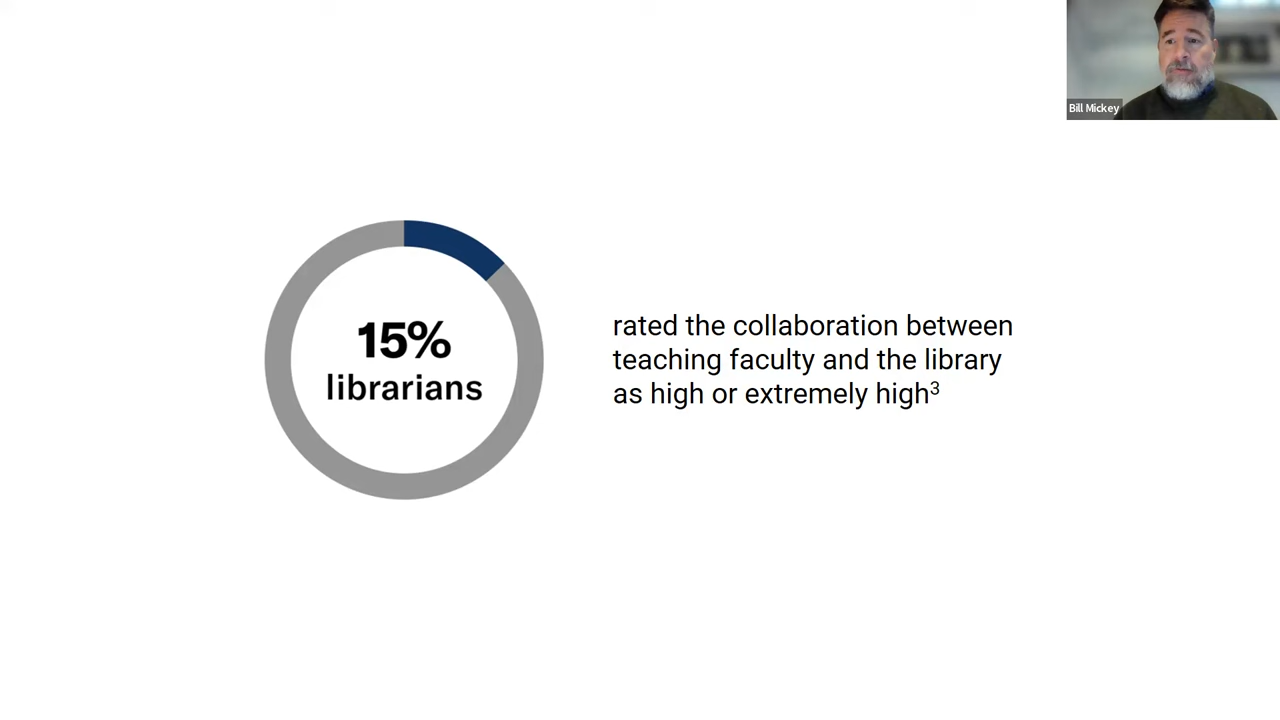 Bill Mickey
15%
librarians
rated the collaboration between
teaching faculty and the library
as high or extremely high³